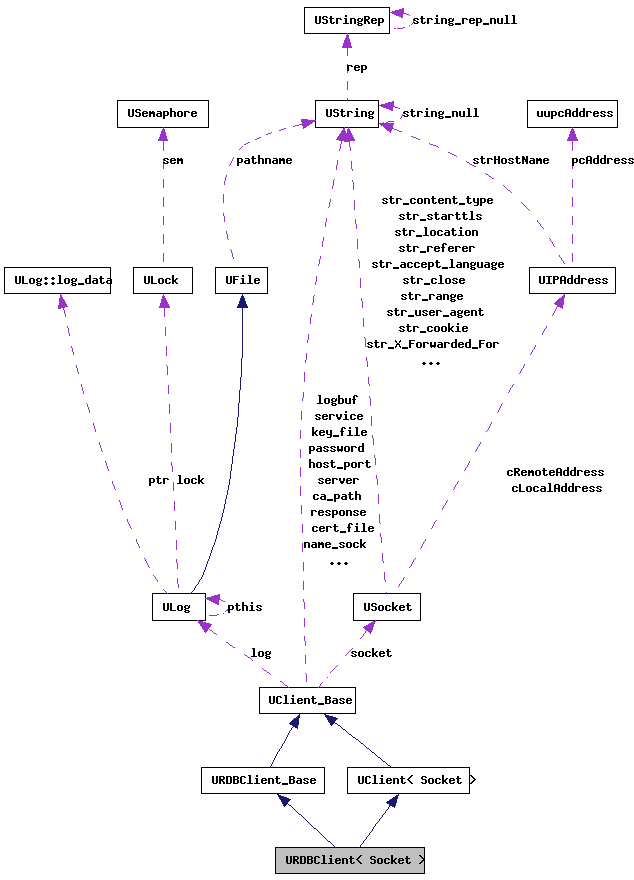 UStringRep
string_rep_null
rep
USemaphore
UString
string_null
uupcAddress
sem
pathname
strHostName
pcAddress
str_content_type
str_starttls
str_location
str_referer
str_accept_language
str_close
str_range
str_user_agent
str_cookie
str_X_Forwarded_For
...
ULog::log_data
ULock
UFile
UIPAddress
logbuf
service
key_file
password
host_port
server
ca_path
response
cert_file
name_sock
...
ptr_lock
cRemoteAddress
cLocalAddress
ULog
pthis
USocket
log
socket
UClient_Base
URDBClient_Base
UClient< Socket >
URDBClient< Socket >